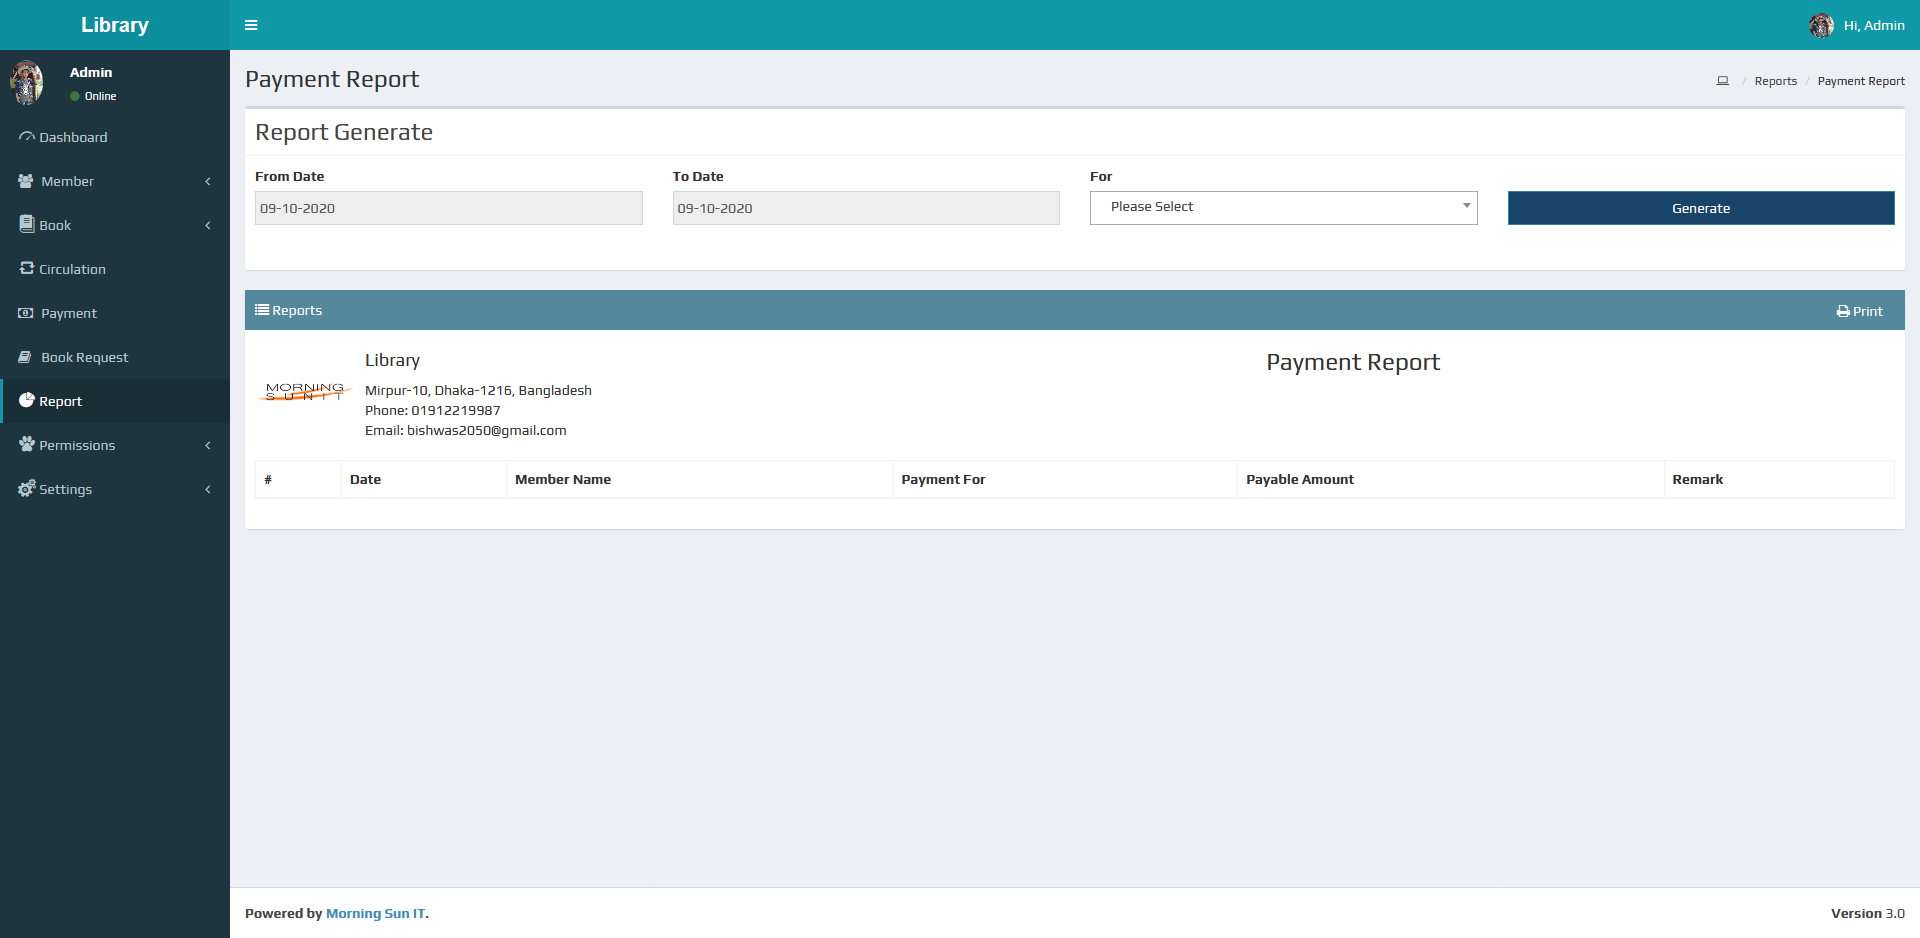 Library
Hi, Admin
Admin
Online
Dashboard
Member
Book
Circulation
Payment
Book Request
Report
Permissions
Settings
Payment Report
/ Reports / Payment Report
Report Generate
From Date To Date For
09-10-2020 09-10-2020 Please Select Generate
Reports Print
MORNING
SUNIT
Library
Mirpur-10, Dhaka-1216, Bangladesh
Phone: 01912219987
Email: bishwas2050@gmail.com
Payment Report
# Date Member Name Payment For Payable Amount Remark
Powered by Morning Sun IT. Version 3.0